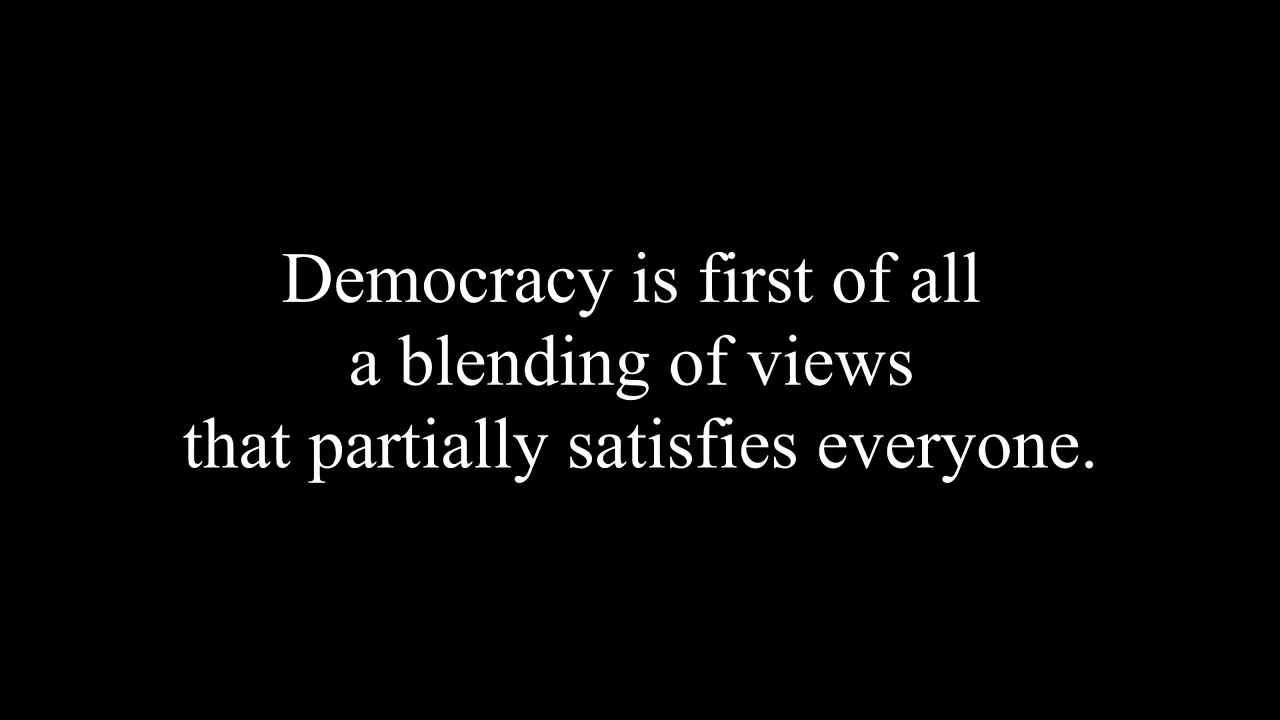 Democracy is first of all
a blending of views
that partially satisfies everyone.